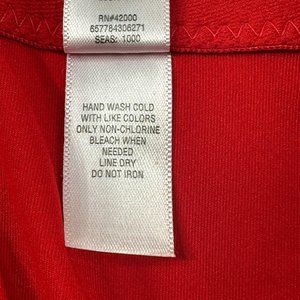 RN#42000
657784306271
SEAS: 1000
HAND WASH COLD
WITH LIKE COLORS
ONLY NON-CHLORINE
BLEACH WHEN
NEEDED
LINE DRY
DO NOT IRON